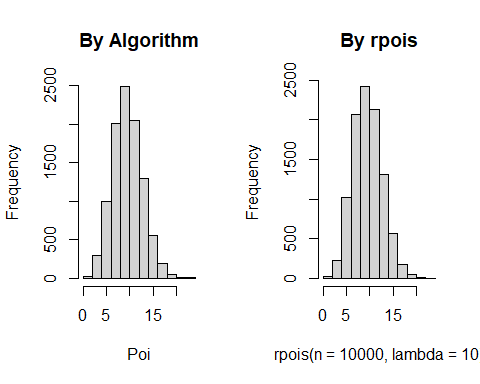 By Algorithm
Frequency
0 500 1500 2500
0 5 15
Poi
By rpois
Frequency
0 500 1500 2500
0 5 15
rpois(n = 10000, lambda = 10